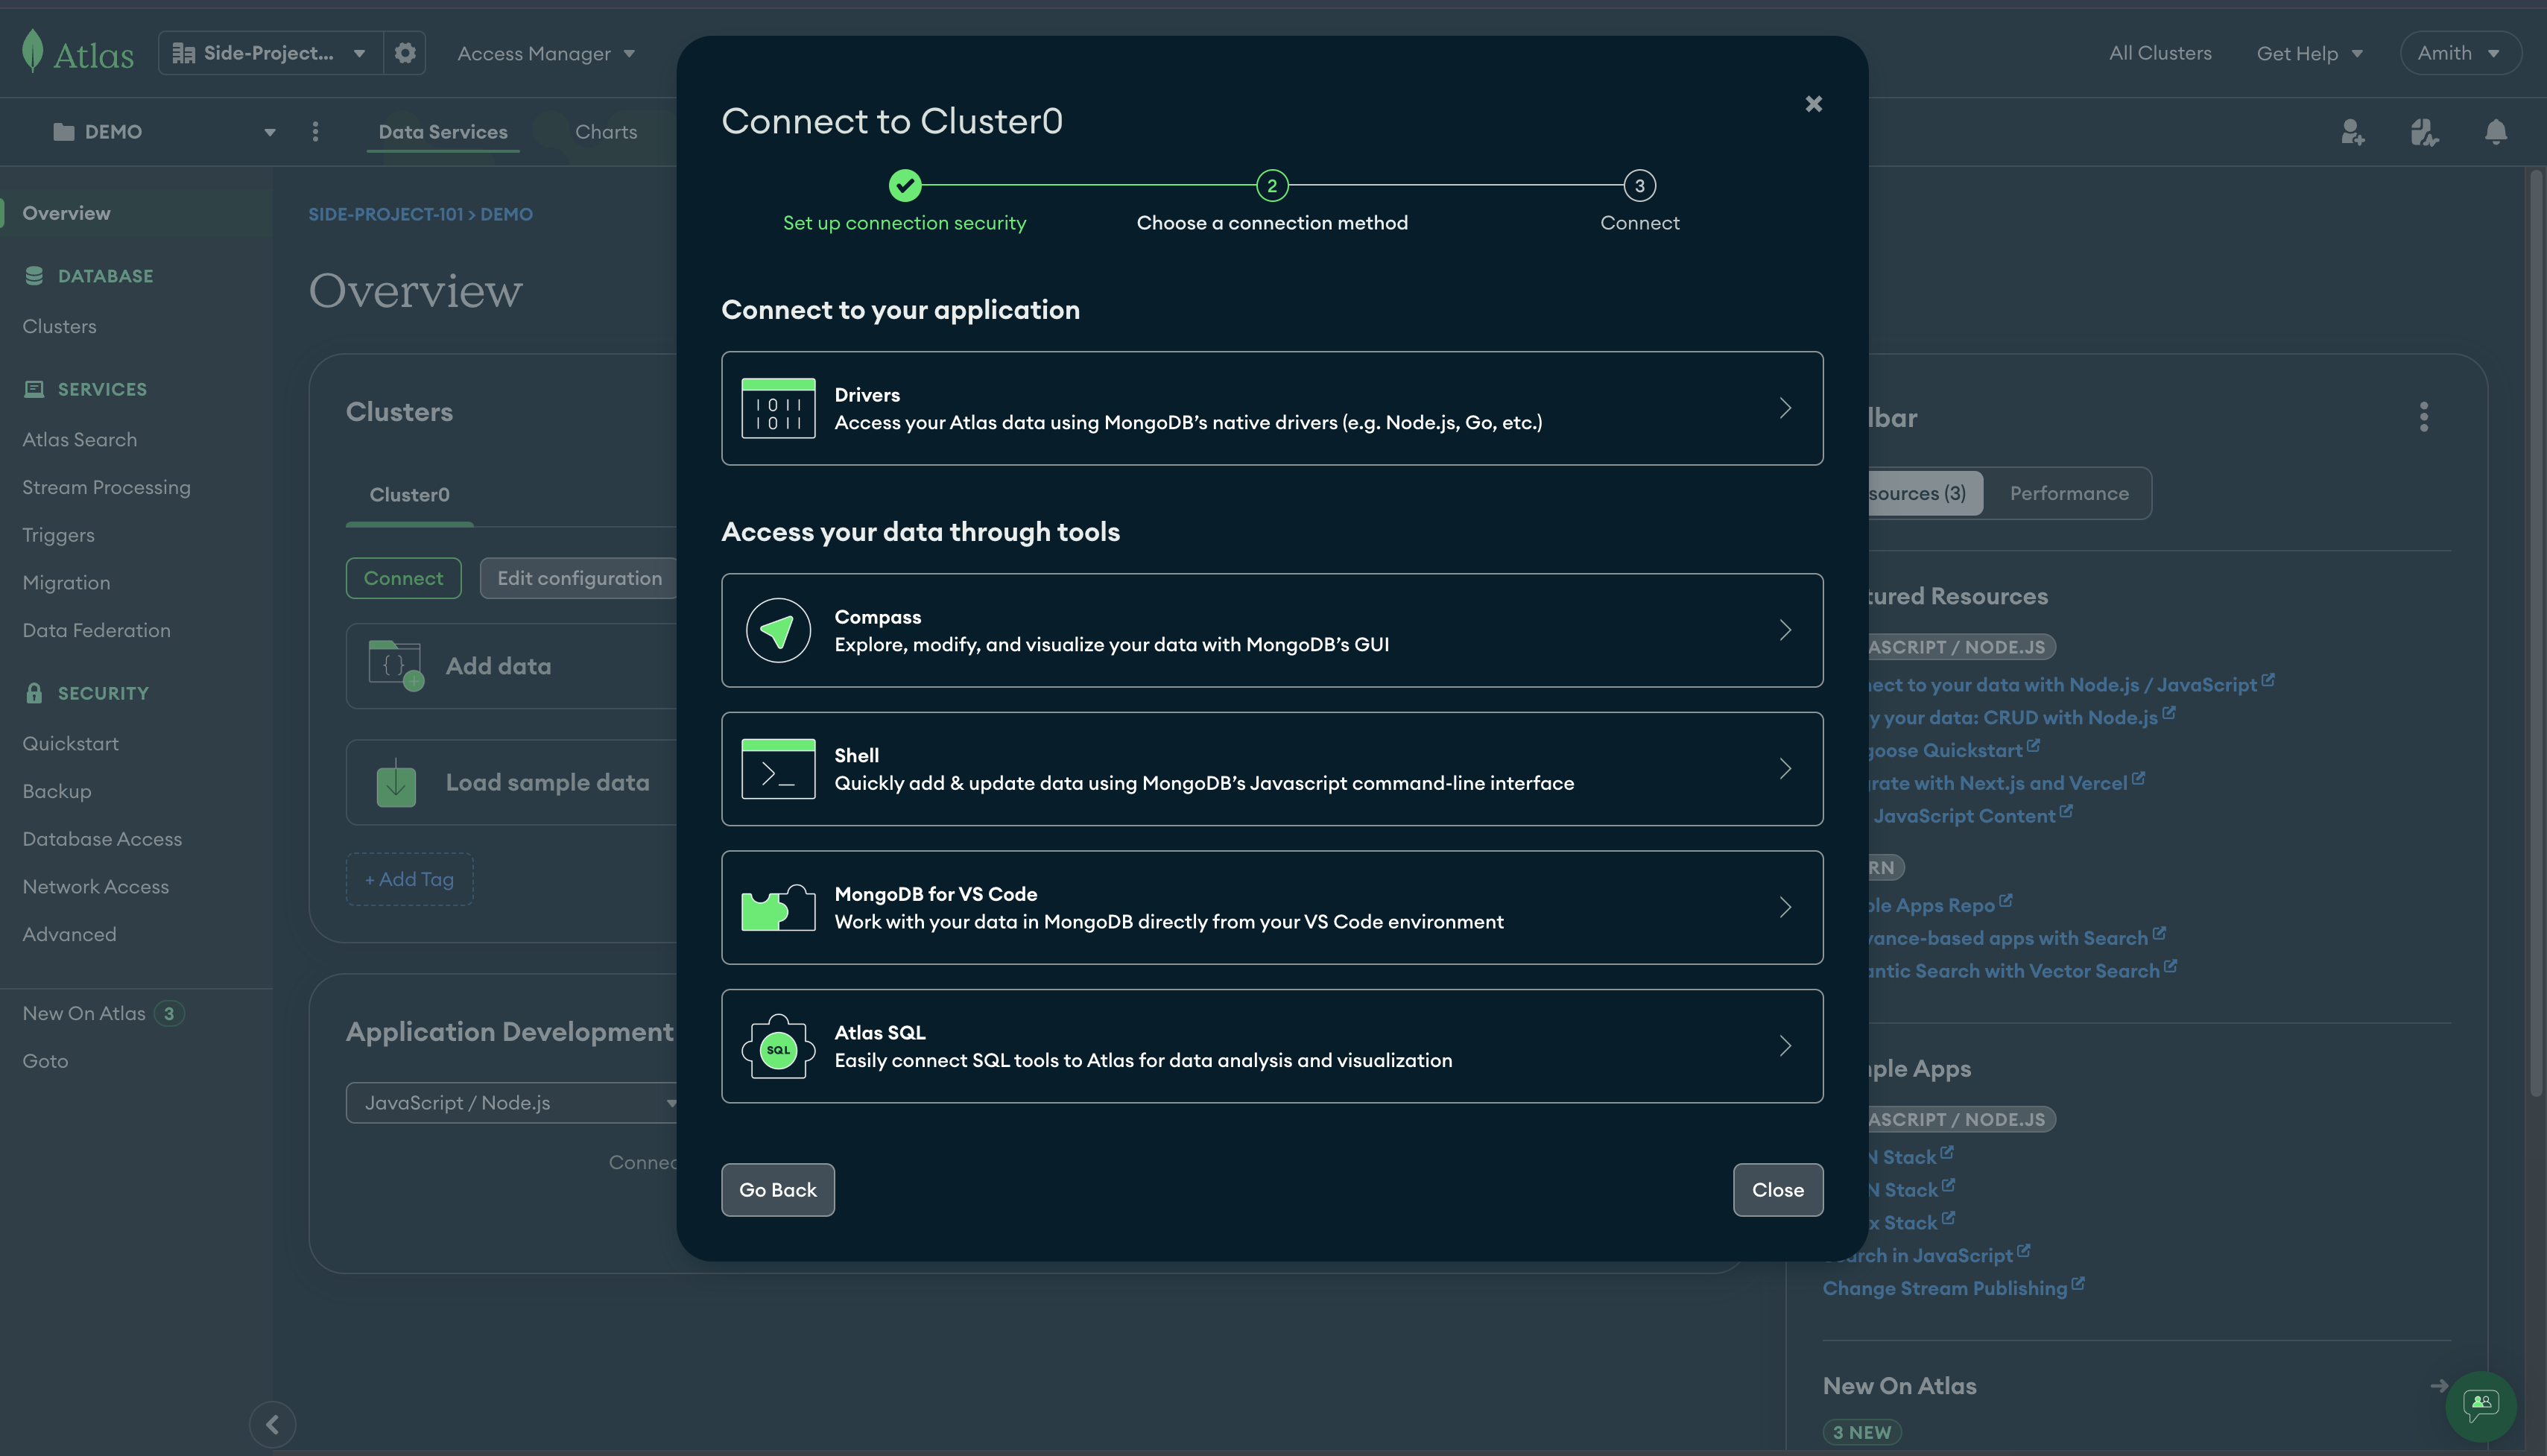 Atlas
Side-Project...
Access Manager
All Clusters
Get Help
Amith
DEMO
Data Services
Charts
Overview
DATABASE
Clusters
SERVICES
Atlas Search
Stream Processing
Triggers
Migration
Data Federation
SECURITY
Quickstart
Backup
Database Access
Network Access
Advanced
New On Atlas 3
Goto
SIDE-PROJECT-101 > DEMO
Overview
Clusters
Cluster0
Connect
Edit configuration
{ }
Add data
Load sample data
+ Add Tag
Application Development
JavaScript / Node.js
Connec
Connect to Cluster0
2
3
Set up connection security
Choose a connection method
Connect
Connect to your application
1011
1011
Drivers
Access your Atlas data using MongoDB’s native drivers (e.g. Node.js, Go, etc.)
Access your data through tools
Compass
Explore, modify, and visualize your data with MongoDB’s GUI
>_
Shell
Quickly add & update data using MongoDB’s Javascript command-line interface
MongoDB for VS Code
Work with your data in MongoDB directly from your VS Code environment
SQL
Atlas SQL
Easily connect SQL tools to Atlas for data analysis and visualization
Go Back
Close
lbar
sources (3)
Performance
tured Resources
ASCRIPT / NODE.JS
ect to your data with Node.js / JavaScript
y your data: CRUD with Node.js
goose Quickstart
rate with Next.js and Vercel
JavaScript Content
RN
ple Apps Repo
vance-based apps with Search
antic Search with Vector Search
ple Apps
ASCRIPT / NODE.JS
N Stack
N Stack
x Stack
earch in JavaScript
Change Stream Publishing
New On Atlas
3 NEW